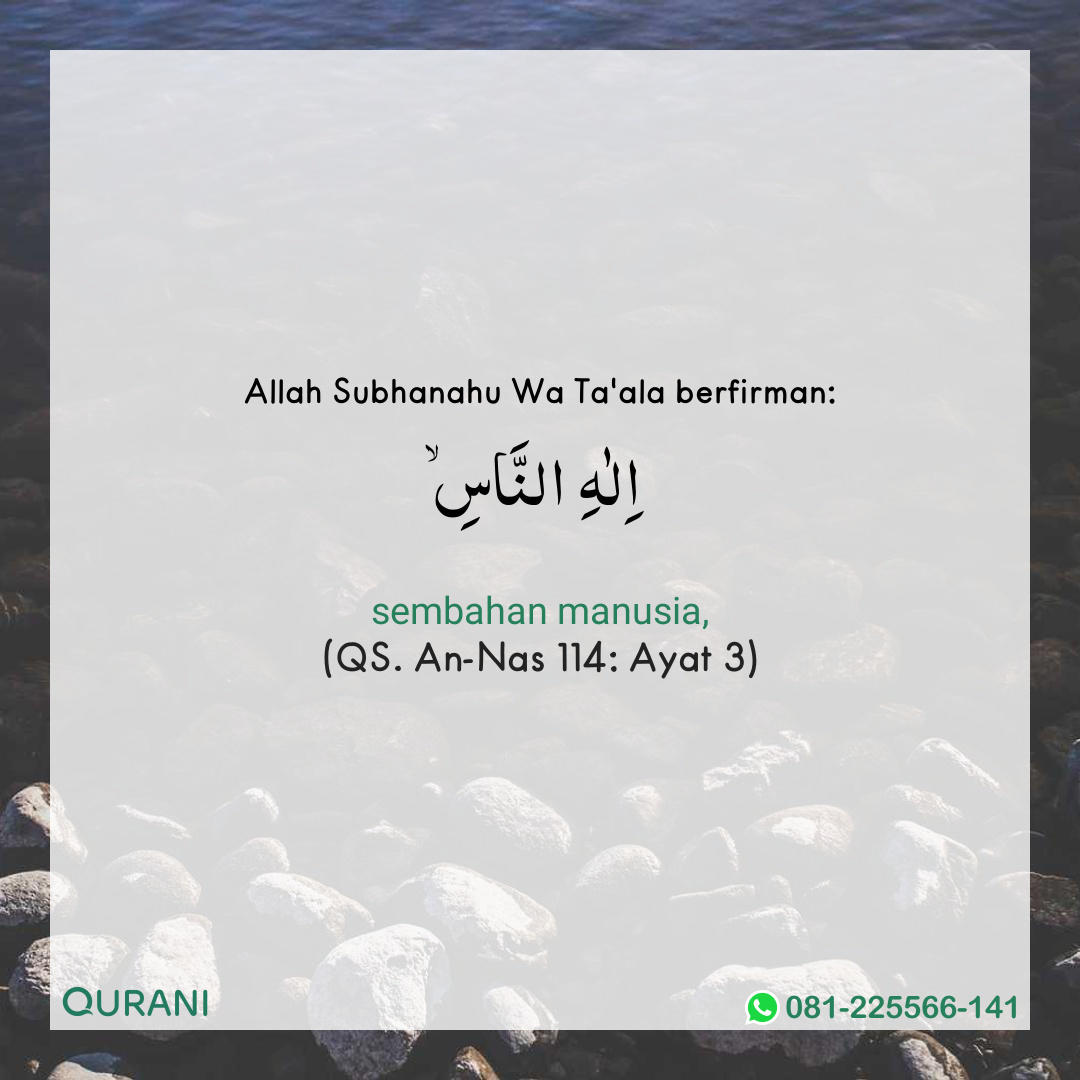 Allah Subhanahu Wa Ta'ala berfirman:
اِلٰهِ النَّاسِۙ
sembahan manusia,
(QS. An-Nas 114: Ayat 3)
QURANI
081-225566-141